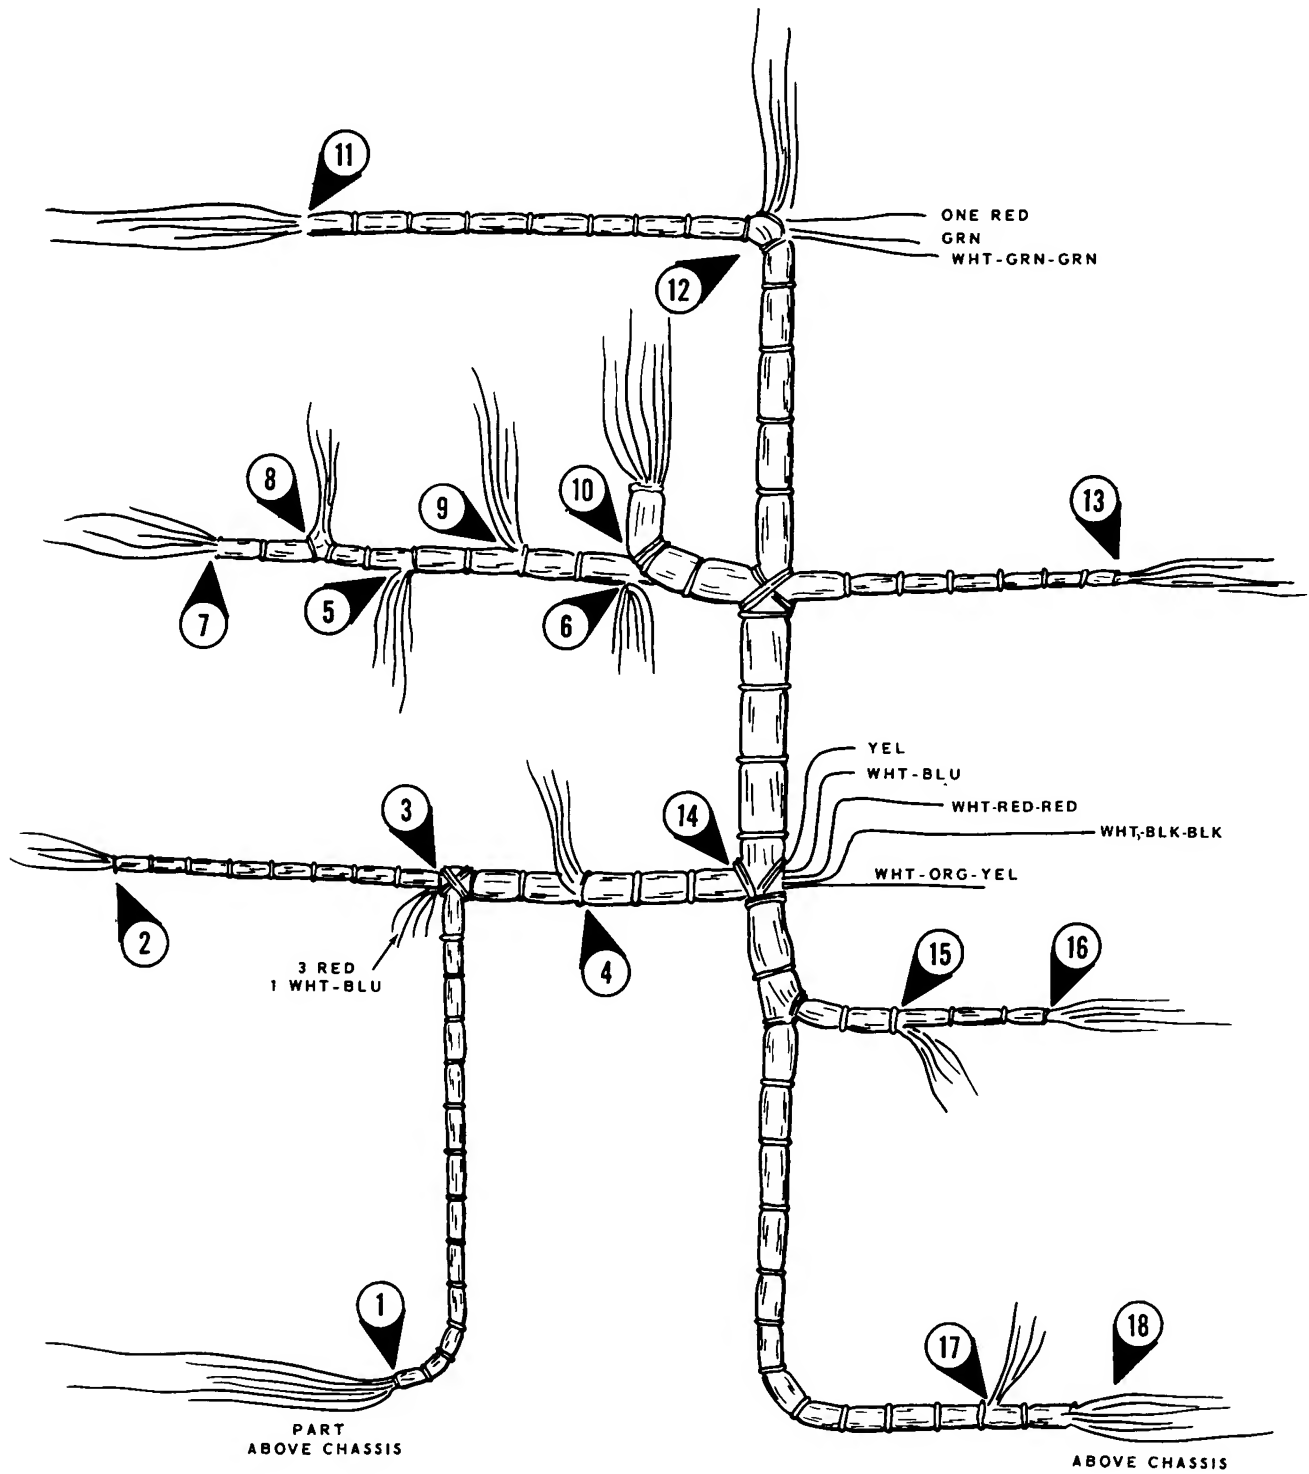 11
ONE RED
GRN
WHT-GRN-GRN
12
8
9
10
13
5
6
7
YEL
WHT-BLU
WHT-RED-RED
WHT-BLK-BLK
WHT-ORG-YEL
3
14
2
3 RED
1 WHT-BLU
4
15
16
1
17
18
PART
ABOVE CHASSIS
ABOVE CHASSIS